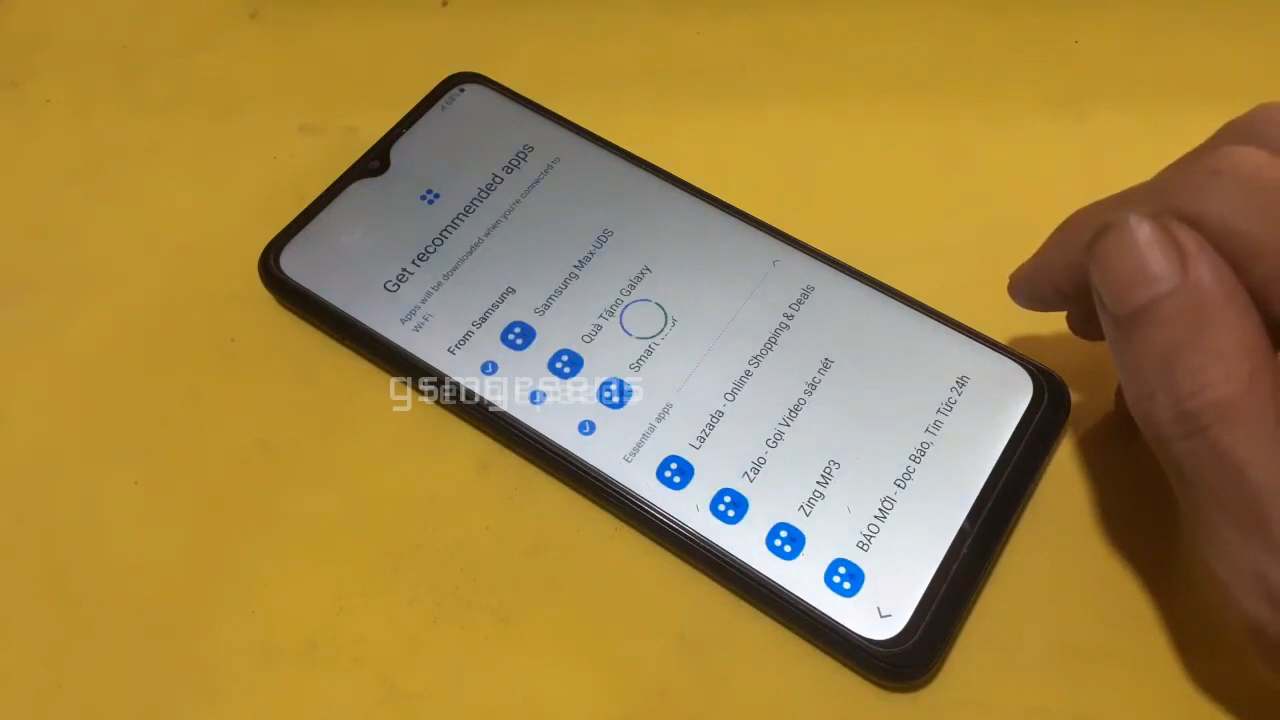 68%
Get recommended apps
Apps will be downloaded when you're connected to
Wi-Fi.
From Samsung
Samsung Max-UDS
Quà Tặng Galaxy
Smart
Essential apps
Lazada - Online Shopping & Deals
Zalo - Gọi Video sắc nét
Zing MP3
BÁO MỚI - Đọc Báo, Tin Tức 24h